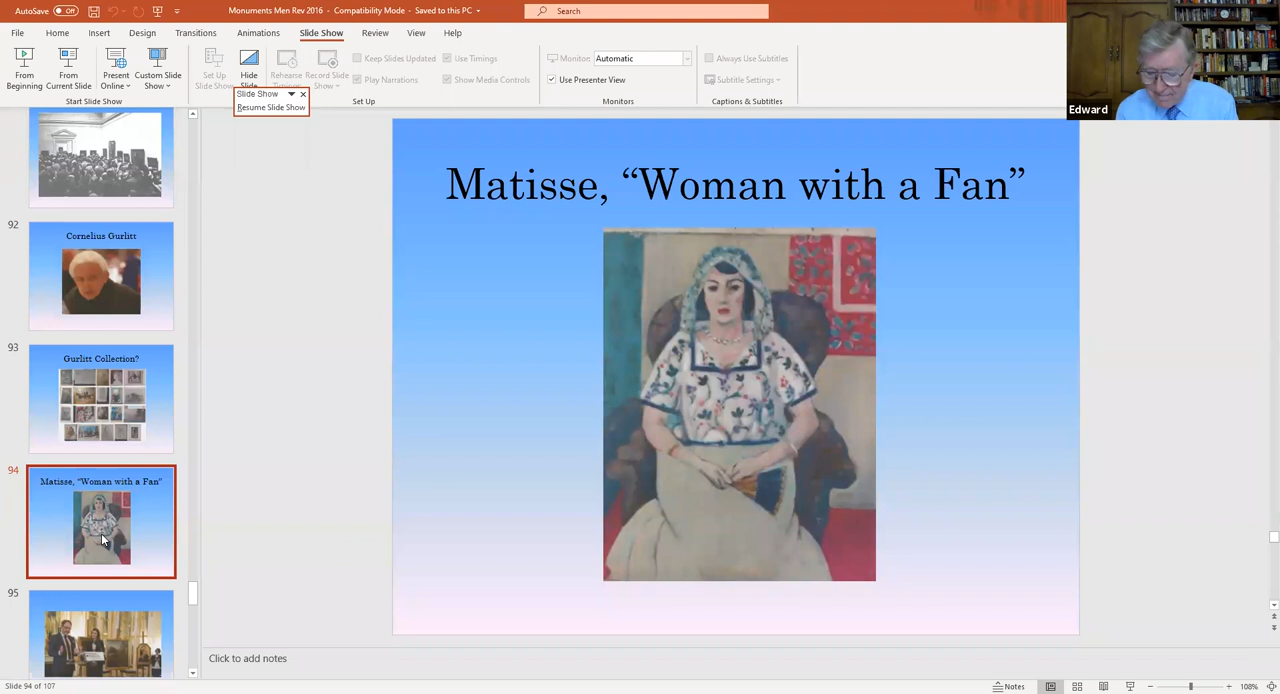 AutoSave Off
Monuments Men Rev 2016 - Compatibility Mode - Saved to this PC
Search
File Home Insert Design Transitions Animations Slide Show Review View Help
From Beginning
From Current Slide
Present Online
Custom Slide Show
Start Slide Show
Set Up Slide Show
Hide Slide
Rehearse
Record Slide Show
Keep Slides Updated
Play Narrations
Use Timings
Show Media Controls
Set Up
Monitor Automatic
Use Presenter View
Monitors
Always Use Subtitles
Subtitle Settings
Captions & Subtitles
Slide Show
Resume Slide Show
Edward
92
Cornelius Gurlitt
93
Gurlitt Collection?
94
Matisse, “Woman with a Fan”
95
Matisse, “Woman with a Fan”
Click to add notes
Slide 94 of 107
Notes
108%